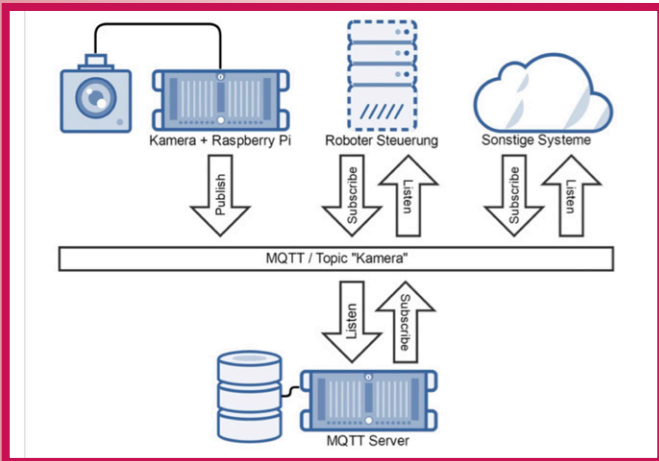 Kamera + Raspberry Pi
Roboter Steuerung
Sonstige Systeme
Publish
Subscribe
Listen
Subscribe
Listen
MQTT / Topic "Kamera"
Listen
Subscribe
MQTT Server